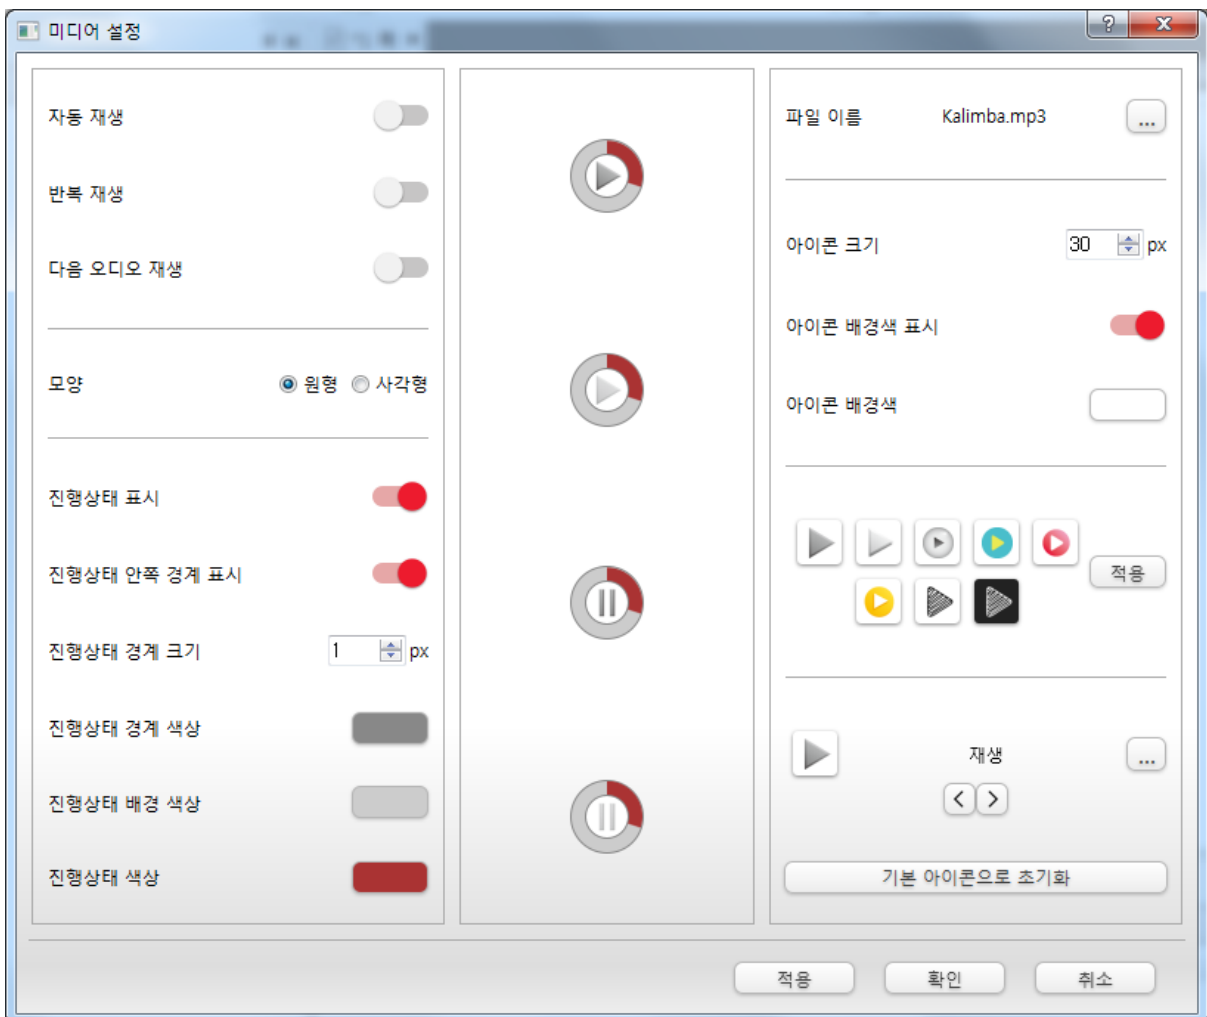 미디어 설정
자동 재생
반복 재생
다음 오디오 재생
모양 원형 사각형
진행상태 표시
진행상태 안쪽 경계 표시
진행상태 경계 크기 1 px
진행상태 경계 색상
진행상태 배경 색상
진행상태 색상
파일 이름 Kalimba.mp3 ...
아이콘 크기 30 px
아이콘 배경색 표시
아이콘 배경색
적용
재생 ...
< >
기본 아이콘으로 초기화
적용 확인 취소